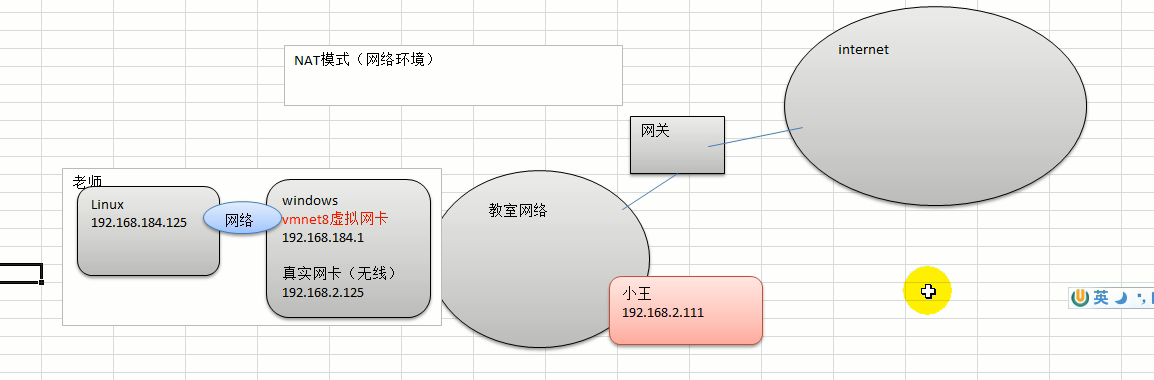 NAT模式（网络环境）
internet
网关
老师
Linux
192.168.184.125
网络
windows
vmnet8虚拟网卡
192.168.184.1
真实网卡（无线）
192.168.2.125
教室网络
小王
192.168.2.111
英